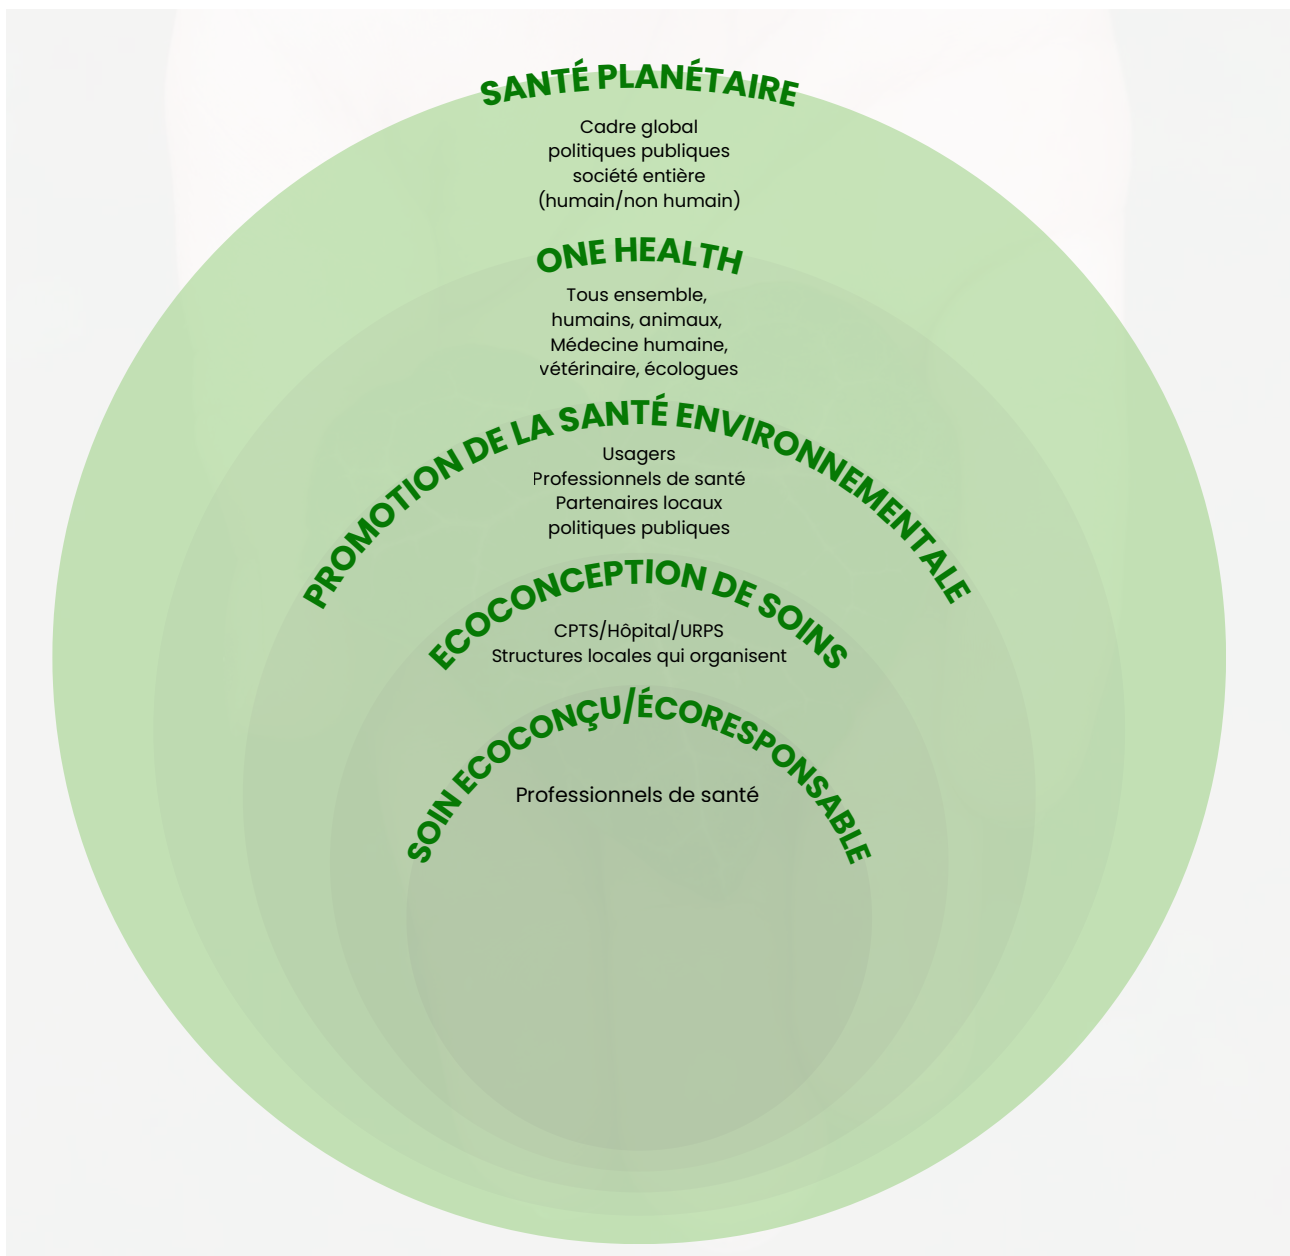 SANTÉ PLANÉTAIRE
Cadre global
politiques publiques
société entière
(humain/non humain)
ONE HEALTH
Tous ensemble,
humains, animaux,
Médecine humaine,
vétérinaire, écologues
PROMOTION DE LA SANTÉ ENVIRONNEMENTALE
Usagers
Professionnels de santé
Partenaires locaux
politiques publiques
ECOCONCEPTION DE SOINS
CPTS/Hôpital/URPS
Structures locales qui organisent
SOIN ECOCONÇU/ÉCORESPONSABLE
Professionnels de santé